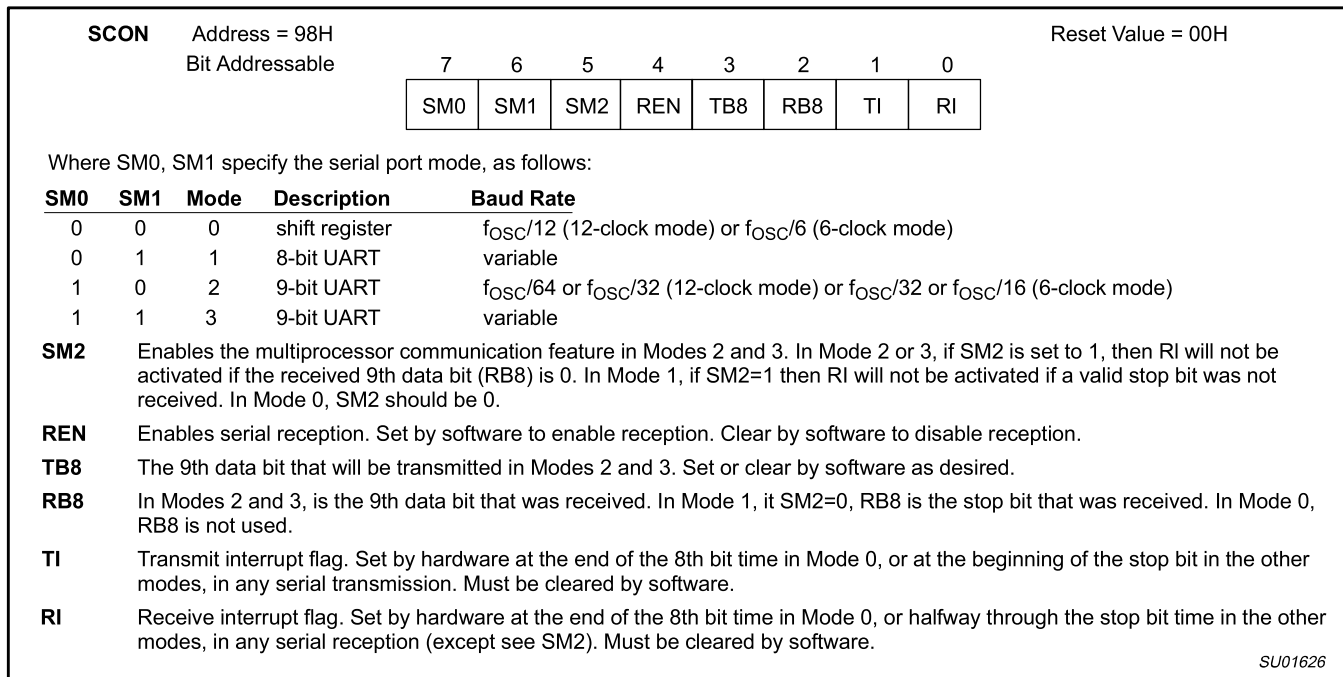 SCON Address = 98H Reset Value = 00H
Bit Addressable 7 6 5 4 3 2 1 0
SM0 SM1 SM2 REN TB8 RB8 TI RI
Where SM0, SM1 specify the serial port mode, as follows:
SM0 SM1 Mode Description Baud Rate
0 0 0 shift register fOSC/12 (12-clock mode) or fOSC/6 (6-clock mode)
0 1 1 8-bit UART variable
1 0 2 9-bit UART fOSC/64 or fOSC/32 (12-clock mode) or fOSC/32 or fOSC/16 (6-clock mode)
1 1 3 9-bit UART variable
SM2 Enables the multiprocessor communication feature in Modes 2 and 3. In Mode 2 or 3, if SM2 is set to 1, then Rl will not be
activated if the received 9th data bit (RB8) is 0. In Mode 1, if SM2=1 then RI will not be activated if a valid stop bit was not
received. In Mode 0, SM2 should be 0.
REN Enables serial reception. Set by software to enable reception. Clear by software to disable reception.
TB8 The 9th data bit that will be transmitted in Modes 2 and 3. Set or clear by software as desired.
RB8 In Modes 2 and 3, is the 9th data bit that was received. In Mode 1, it SM2=0, RB8 is the stop bit that was received. In Mode 0,
RB8 is not used.
TI Transmit interrupt flag. Set by hardware at the end of the 8th bit time in Mode 0, or at the beginning of the stop bit in the other
modes, in any serial transmission. Must be cleared by software.
RI Receive interrupt flag. Set by hardware at the end of the 8th bit time in Mode 0, or halfway through the stop bit time in the other
modes, in any serial reception (except see SM2). Must be cleared by software.
SU01626